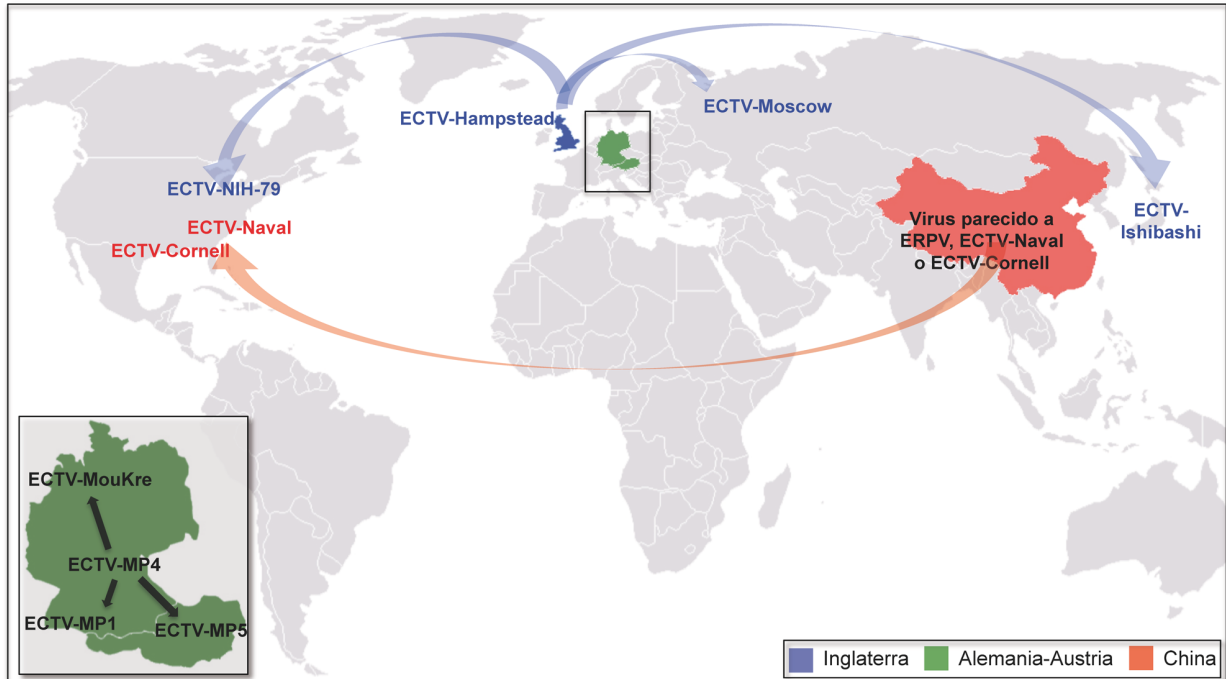 ECTV-Hampstead
ECTV-Moscow
ECTV-NIH-79
ECTV-Naval
ECTV-Cornell
Virus parecido a
ERPV, ECTV-Naval
o ECTV-Cornell
ECTV-
Ishibashi
ECTV-MouKre
ECTV-MP4
ECTV-MP1
ECTV-MP5
Inglaterra
Alemania-Austria
China